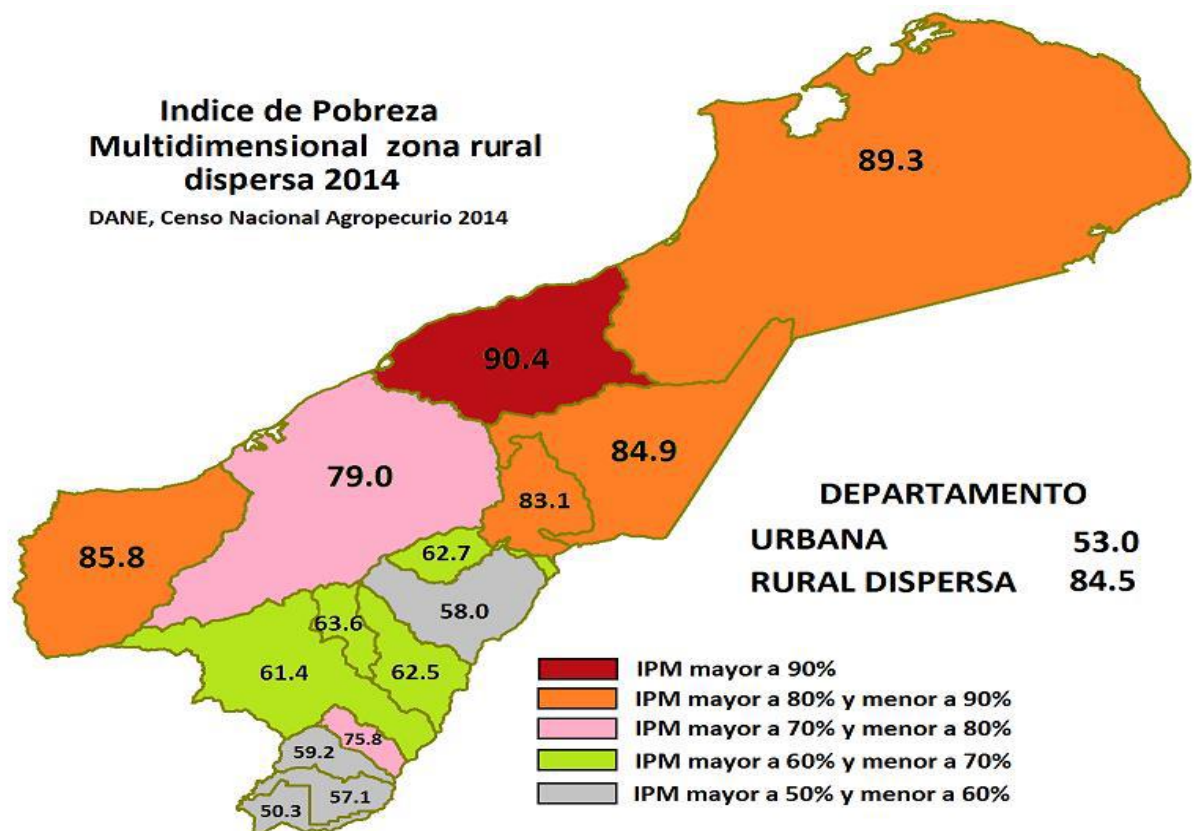 Indice de Pobreza
Multidimensional zona rural
dispersa 2014
DANE, Censo Nacional Agropecurio 2014
89.3
90.4
79.0
84.9
83.1
85.8
62.7
58.0
63.6
62.5
61.4
75.8
59.2
57.1
50.3
DEPARTAMENTO
URBANA 53.0
RURAL DISPERSA 84.5
IPM mayor a 90%
IPM mayor a 80% y menor a 90%
IPM mayor a 70% y menor a 80%
IPM mayor a 60% y menor a 70%
IPM mayor a 50% y menor a 60%